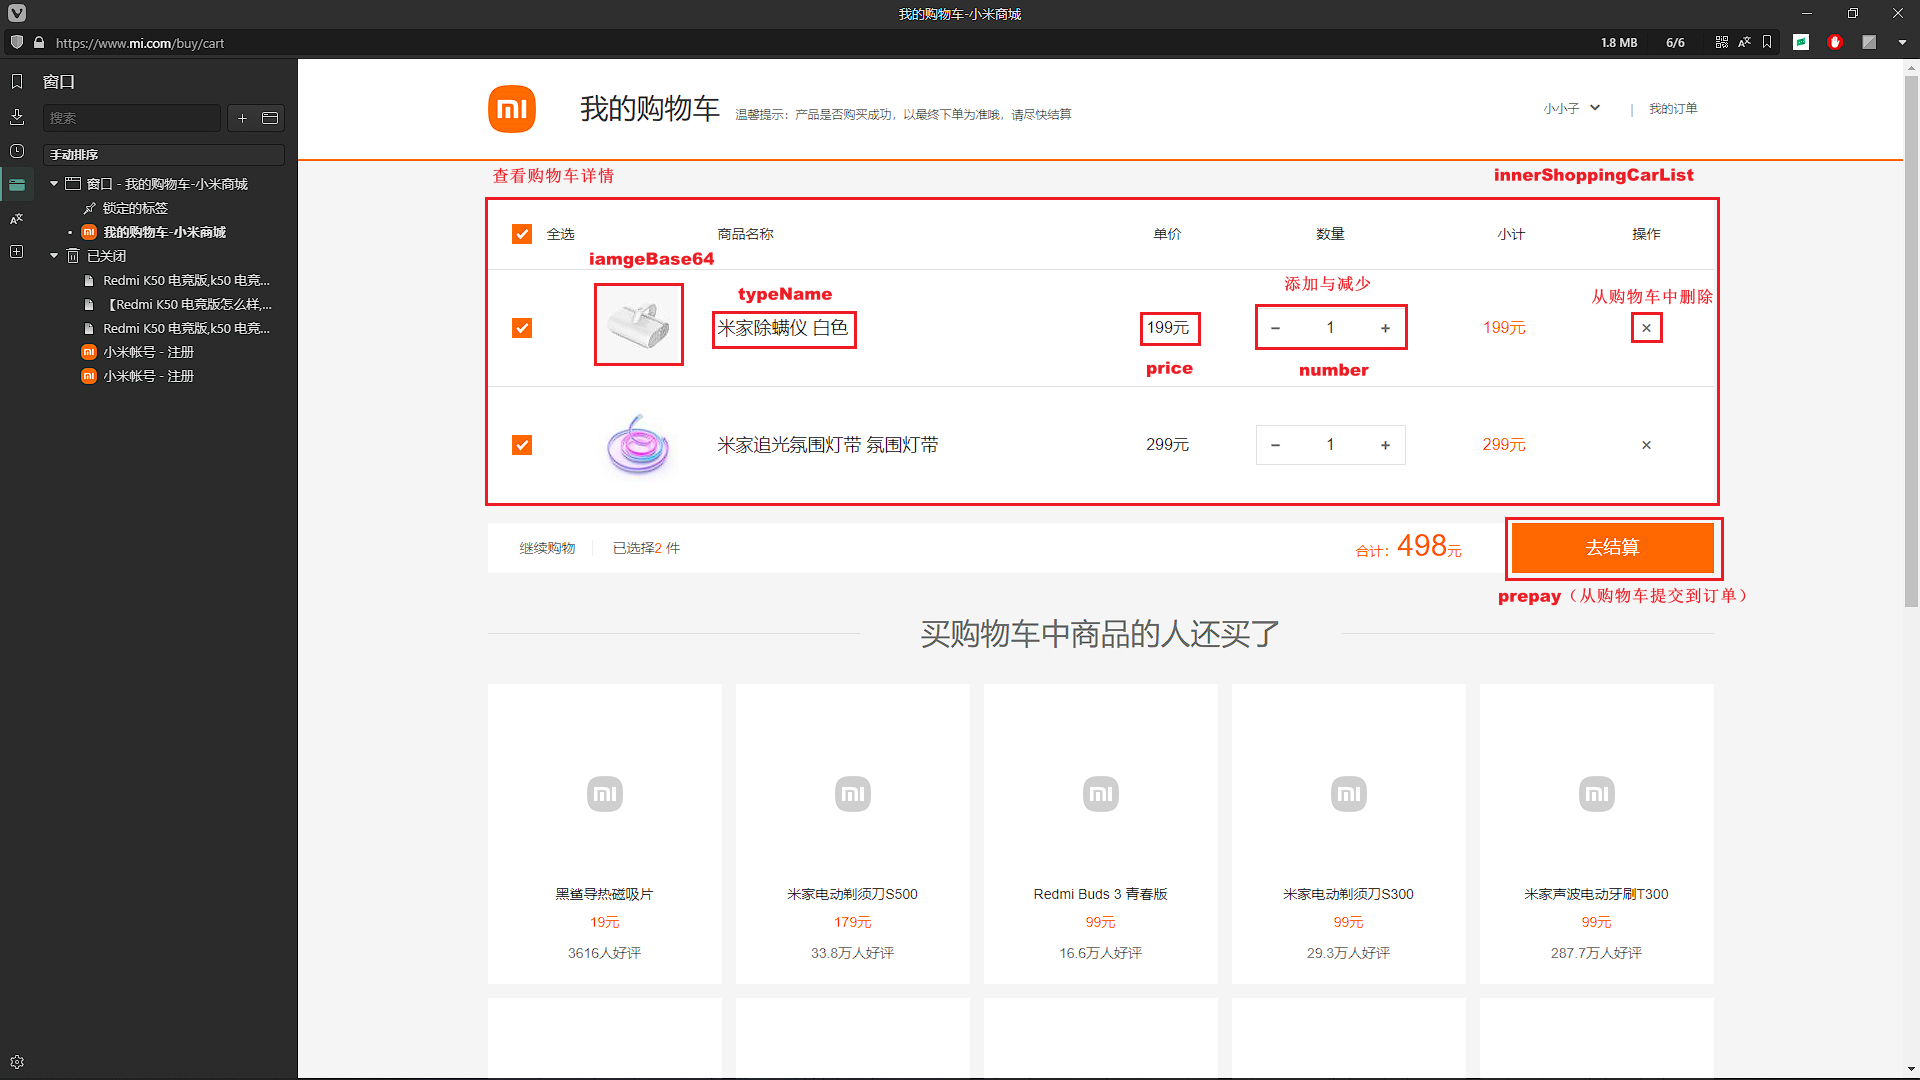 我的购物车-小米商城
https://www.mi.com/buy/cart
1.8 MB
6/6
窗口
搜索
手动排序
窗口 - 我的购物车-小米商城
锁定的标签
我的购物车-小米商城
已关闭
Redmi K50 电竞版,k50 电竞...
【Redmi K50 电竞版怎么样,...
Redmi K50 电竞版,k50 电竞...
小米帐号 - 注册
小米帐号 - 注册
mi
我的购物车
温馨提示：产品是否购买成功，以最终下单为准哦，请尽快结算
小小子
我的订单
查看购物车详情
innerShoppingCarList
全选 商品名称 单价 数量 小计 操作
iamgeBase64
typeName
添加与减少
从购物车中删除
米家除螨仪 白色 199元 − 1 + 199元 ×
price
number
米家追光氛围灯带 氛围灯带 299元 − 1 + 299元 ×
继续购物 已选择2 件 合计：498元 去结算
prepay（从购物车提交到订单）
买购物车中商品的人还买了
mi mi mi mi mi
黑鲨导热磁吸片 米家电动剃须刀S500 Redmi Buds 3 青春版 米家电动剃须刀S300 米家声波电动牙刷T300
19元 179元 99元 99元 99元
3616人好评 33.8万人好评 16.6万人好评 29.3万人好评 287.7万人好评